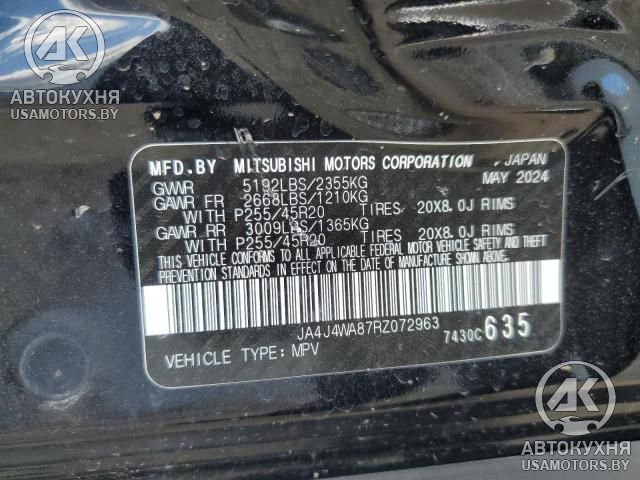 AK
АВТОКУХНЯ
USAMOTORS.BY
MFD.BY MITSUBISHI MOTORS CORPORATION JAPAN
GVWR 5192LBS/2355KG MAY 2024
GAWR FR 2668LBS/1210KG
WITH P255/45R20 TIRES 20X8.0J RIMS
GAWR RR 3009LBS/1365KG
WITH P255/45R20 TIRES 20X8.0J RIMS
THIS VEHICLE CONFORMS TO ALL APPLICABLE FEDERAL MOTOR VEHICLE SAFETY AND THEFT
PREVENTION STANDARDS IN EFFECT ON THE DATE OF MANUFACTURE SHOWN ABOVE.
JA4J4WA87RZ072963
7430C635
VEHICLE TYPE: MPV
AK
АВТОКУХНЯ
USAMOTORS.BY